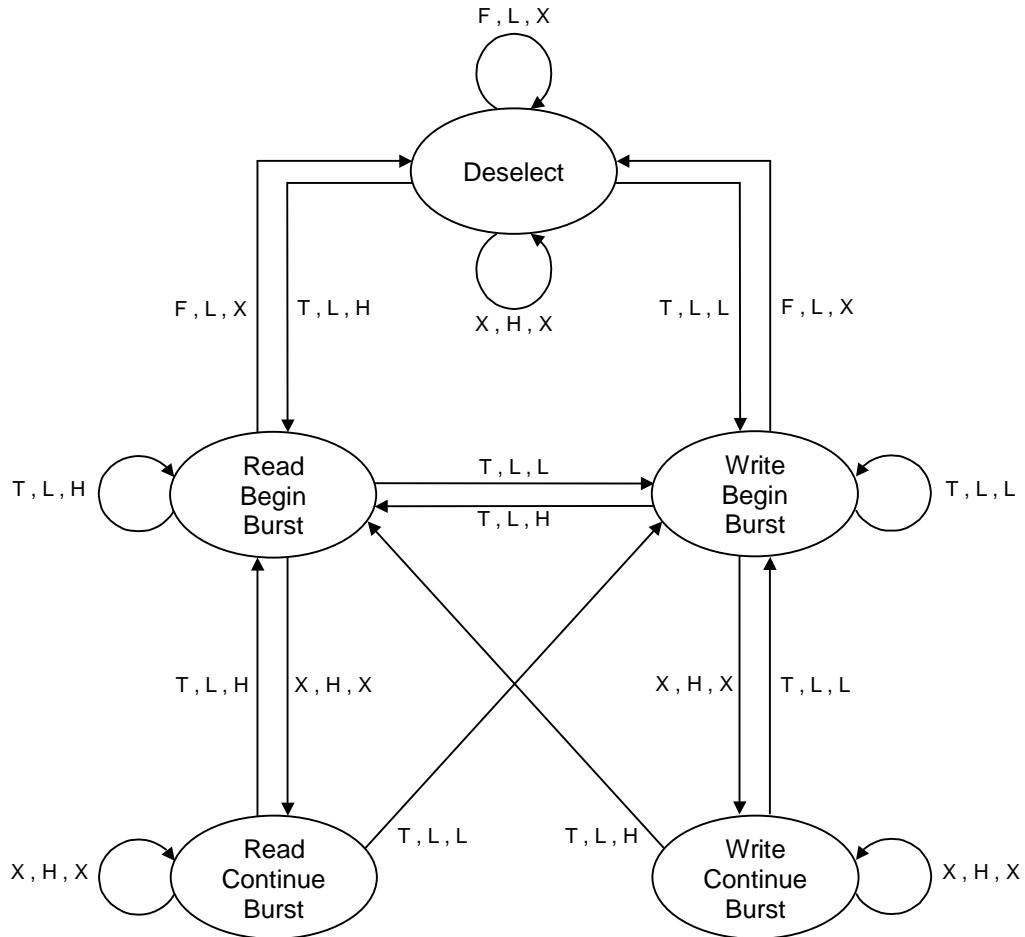 F , L , X
Deselect
X , H , X
F , L , X
T , L , H
T , L , L
F , L , X
T , L , H
Read
Begin
Burst
T , L , L
T , L , H
Write
Begin
Burst
T , L , L
T , L , H
X , H , X
X , H , X
T , L , L
T , L , L
T , L , H
X , H , X
Read
Continue
Burst
Write
Continue
Burst
X , H , X